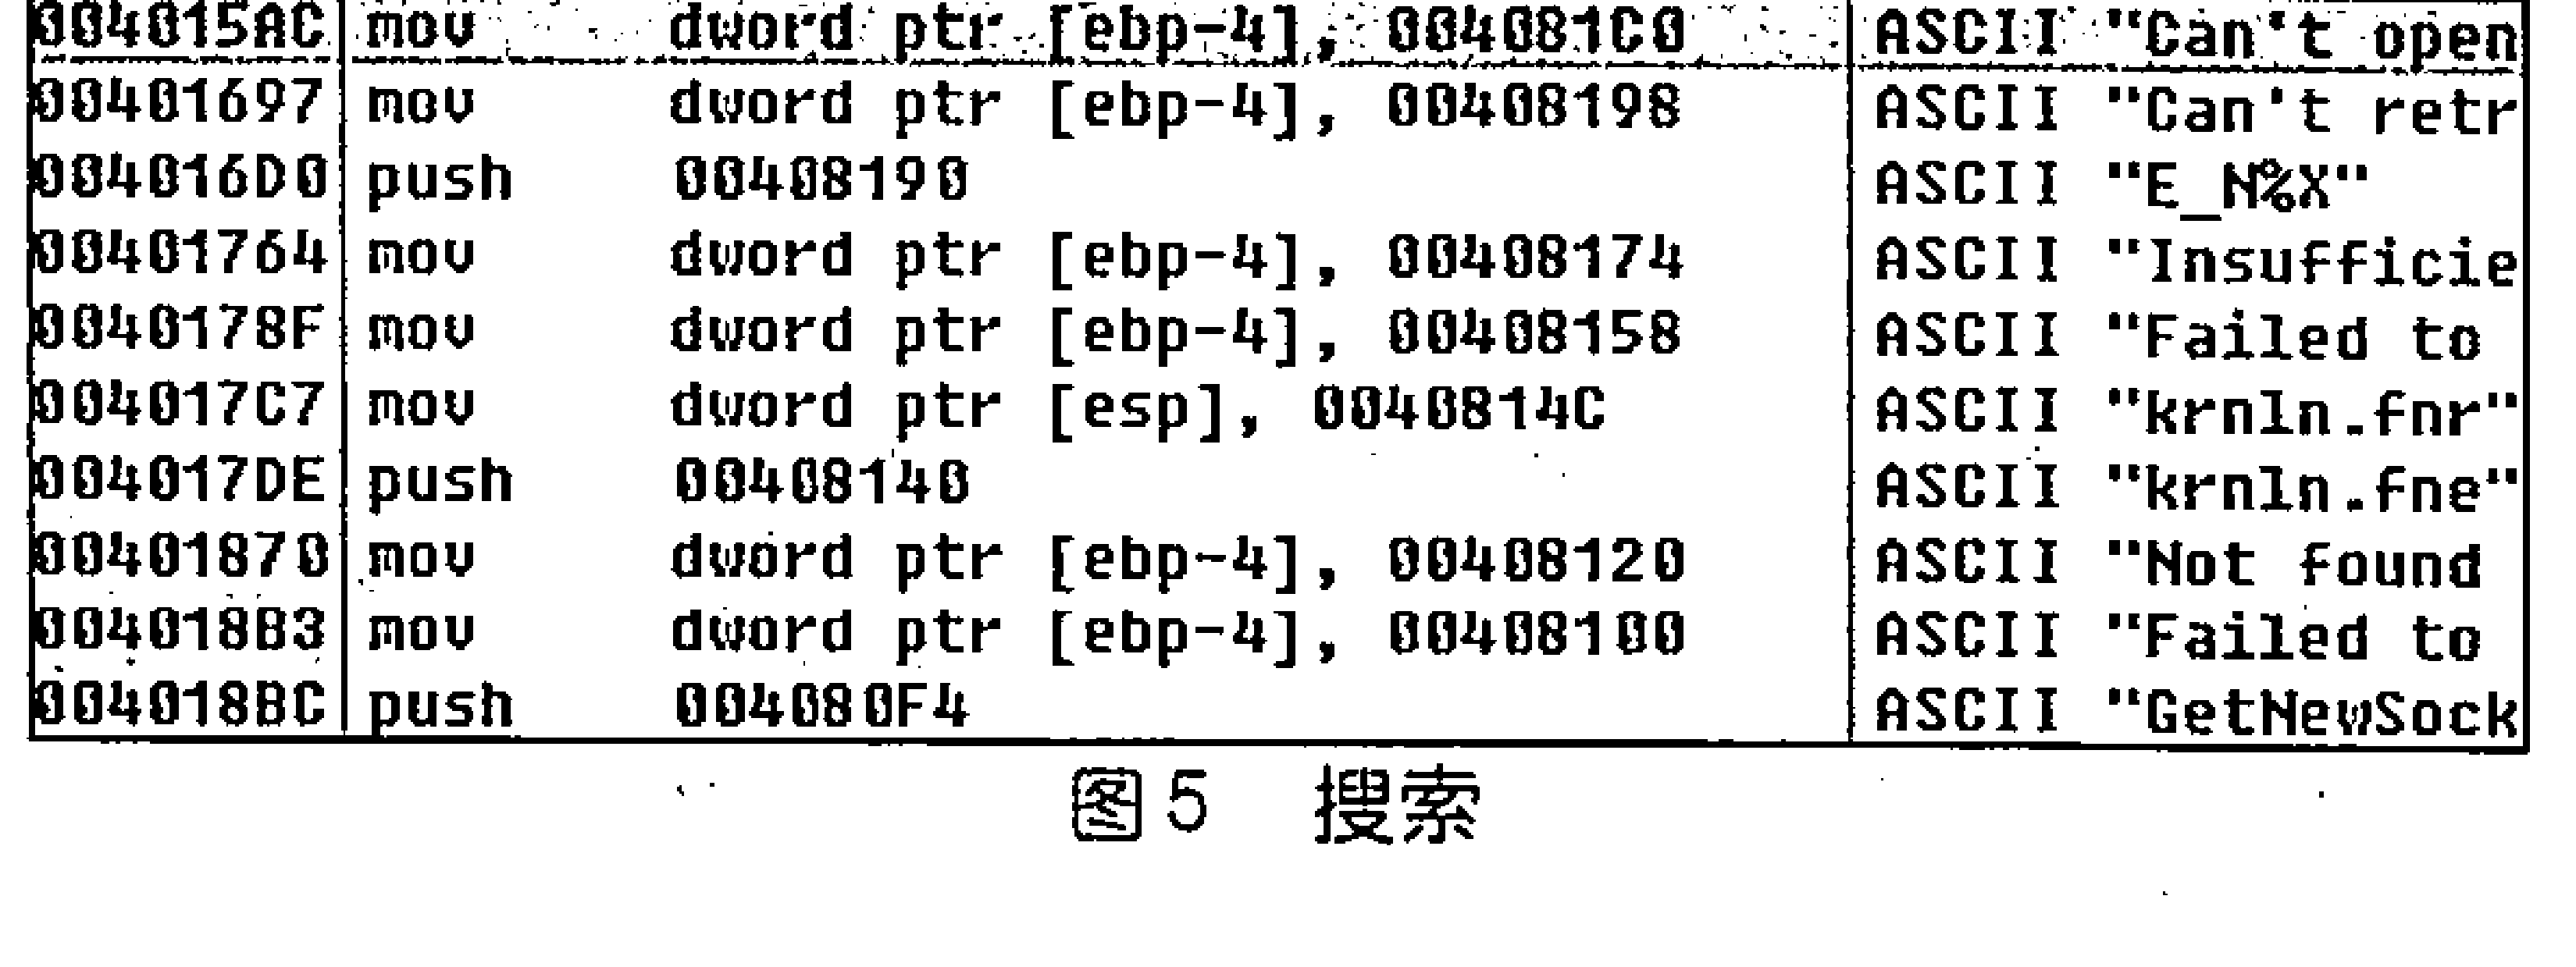 004015AC mov dword ptr [ebp-4], 004081C0 ASCII "Can't open
00401697 mov dword ptr [ebp-4], 00408198 ASCII "Can't retr
004016D0 push 00408190 ASCII "E_N%X"
00401764 mov dword ptr [ebp-4], 00408174 ASCII "Insufficie
0040178F mov dword ptr [ebp-4], 00408158 ASCII "Failed to
004017C7 mov dword ptr [esp], 0040814C ASCII "krnln.fnr"
004017DE push 00408140 ASCII "krnln.fne"
00401870 mov dword ptr [ebp-4], 00408120 ASCII "Not found
004018B3 mov dword ptr [ebp-4], 00408100 ASCII "Failed to
004018BC push 004080F4 ASCII "GetNewSock
图5 搜索